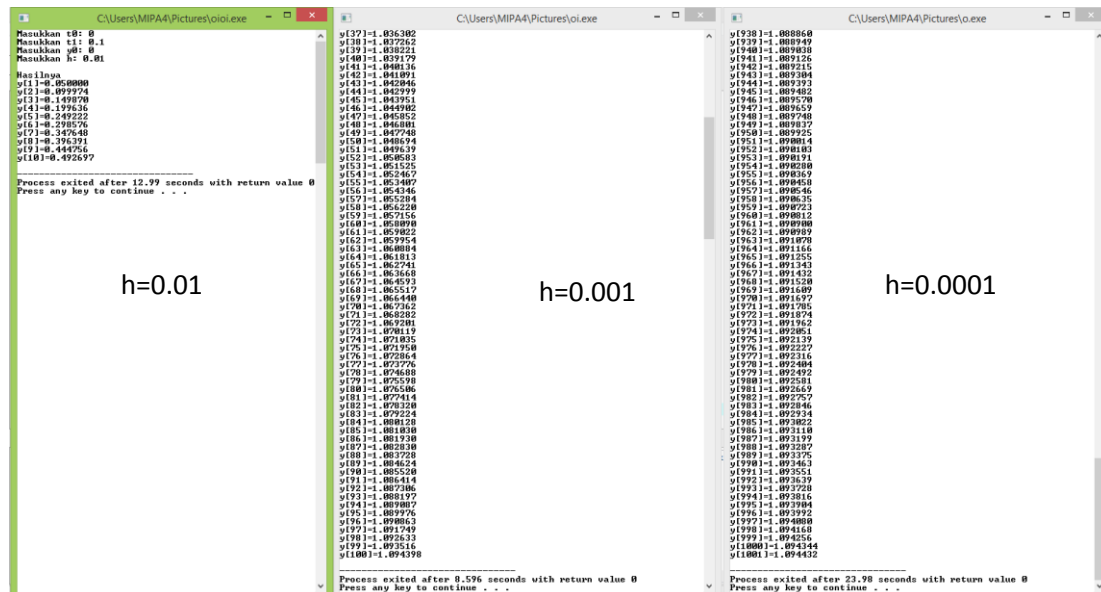 C:\Users\MIPA4\Pictures\oioi.exe
Masukkan t0: 0
Masukkan t1: 0.1
Masukkan y0: 0
Masukkan h: 0.01
Hasilnya
y[1]=0.050000
y[2]=0.099974
y[3]=0.149870
y[4]=0.199636
y[5]=0.249222
y[6]=0.298576
y[7]=0.347648
y[8]=0.396391
y[9]=0.444756
y[10]=0.492697
--------------------------------
Process exited after 12.99 seconds with return value 0
Press any key to continue . . .
h=0.01
C:\Users\MIPA4\Pictures\oi.exe
y[37]=1.036302
y[38]=1.037262
y[39]=1.038221
y[40]=1.039179
y[41]=1.040136
y[42]=1.041091
y[43]=1.042046
y[44]=1.042999
y[45]=1.043951
y[46]=1.044902
y[47]=1.045852
y[48]=1.046801
y[49]=1.047748
y[50]=1.048694
y[51]=1.049639
y[52]=1.050583
y[53]=1.051525
y[54]=1.052467
y[55]=1.053407
y[56]=1.054346
y[57]=1.055284
y[58]=1.056220
y[59]=1.057156
y[60]=1.058090
y[61]=1.059022
y[62]=1.059954
y[63]=1.060884
y[64]=1.061813
y[65]=1.062741
y[66]=1.063668
y[67]=1.064593
y[68]=1.065517
y[69]=1.066440
y[70]=1.067362
y[71]=1.068282
y[72]=1.069201
y[73]=1.070119
y[74]=1.071035
y[75]=1.071950
y[76]=1.072864
y[77]=1.073776
y[78]=1.074688
y[79]=1.075598
y[80]=1.076506
y[81]=1.077414
y[82]=1.078320
y[83]=1.079224
y[84]=1.080128
y[85]=1.081030
y[86]=1.081930
y[87]=1.082830
y[88]=1.083728
y[89]=1.084624
y[90]=1.085520
y[91]=1.086414
y[92]=1.087306
y[93]=1.088197
y[94]=1.089087
y[95]=1.089976
y[96]=1.090863
y[97]=1.091749
y[98]=1.092633
y[99]=1.093516
y[100]=1.094398
--------------------------------
Process exited after 8.596 seconds with return value 0
Press any key to continue . . .
h=0.001
C:\Users\MIPA4\Pictures\o.exe
y[938]=1.088860
y[939]=1.088949
y[940]=1.089038
y[941]=1.089126
y[942]=1.089215
y[943]=1.089304
y[944]=1.089393
y[945]=1.089482
y[946]=1.089570
y[947]=1.089659
y[948]=1.089748
y[949]=1.089837
y[950]=1.089925
y[951]=1.090014
y[952]=1.090103
y[953]=1.090191
y[954]=1.090280
y[955]=1.090369
y[956]=1.090458
y[957]=1.090546
y[958]=1.090635
y[959]=1.090723
y[960]=1.090812
y[961]=1.090900
y[962]=1.090989
y[963]=1.091078
y[964]=1.091166
y[965]=1.091255
y[966]=1.091343
y[967]=1.091432
y[968]=1.091520
y[969]=1.091609
y[970]=1.091697
y[971]=1.091785
y[972]=1.091874
y[973]=1.091962
y[974]=1.092051
y[975]=1.092139
y[976]=1.092227
y[977]=1.092316
y[978]=1.092404
y[979]=1.092492
y[980]=1.092581
y[981]=1.092669
y[982]=1.092757
y[983]=1.092846
y[984]=1.092934
y[985]=1.093022
y[986]=1.093110
y[987]=1.093199
y[988]=1.093287
y[989]=1.093375
y[990]=1.093463
y[991]=1.093551
y[992]=1.093639
y[993]=1.093728
y[994]=1.093816
y[995]=1.093904
y[996]=1.093992
y[997]=1.094080
y[998]=1.094168
y[999]=1.094256
y[1000]=1.094344
y[1001]=1.094432
--------------------------------
Process exited after 23.98 seconds with return value 0
Press any key to continue . . .
h=0.0001